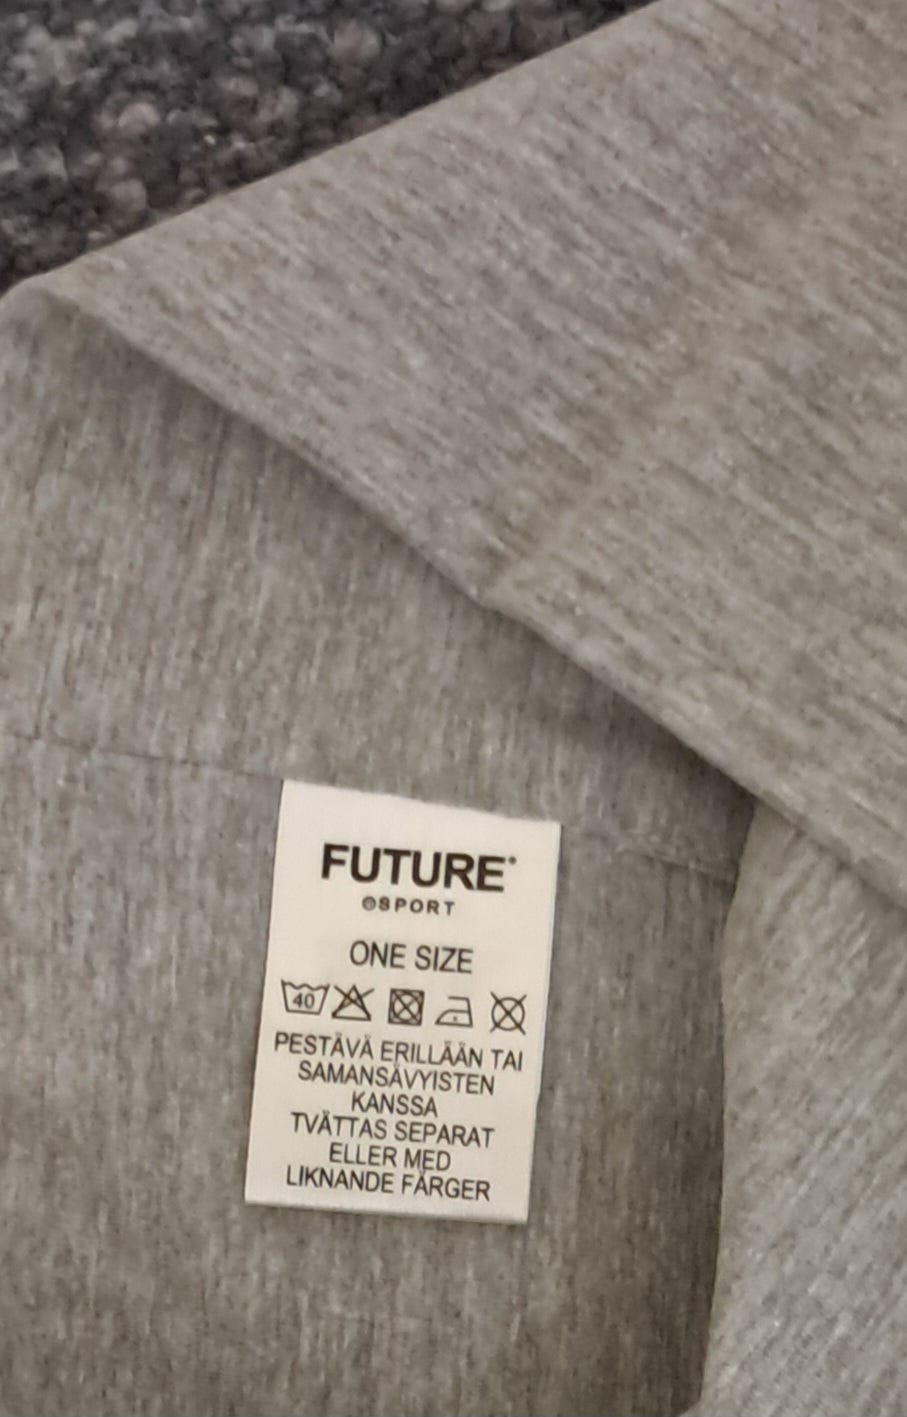 FUTURE
SPORT
ONE SIZE
40
PESTÄVÄ ERILLÄÄN TAI
SAMANSÄVYISTEN
KANSSA
TVÄTTAS SEPARAT
ELLER MED
LIKNANDE FÄRGER